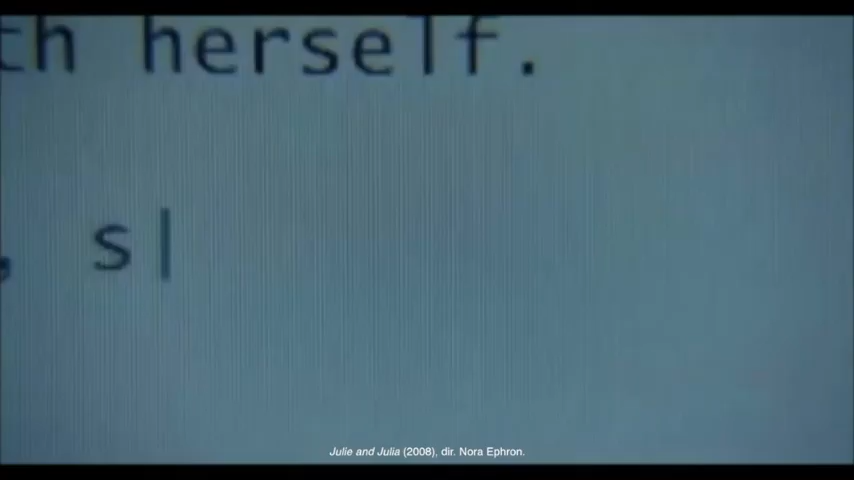 th herself.
, s|
Julie and Julia (2008), dir. Nora Ephron.